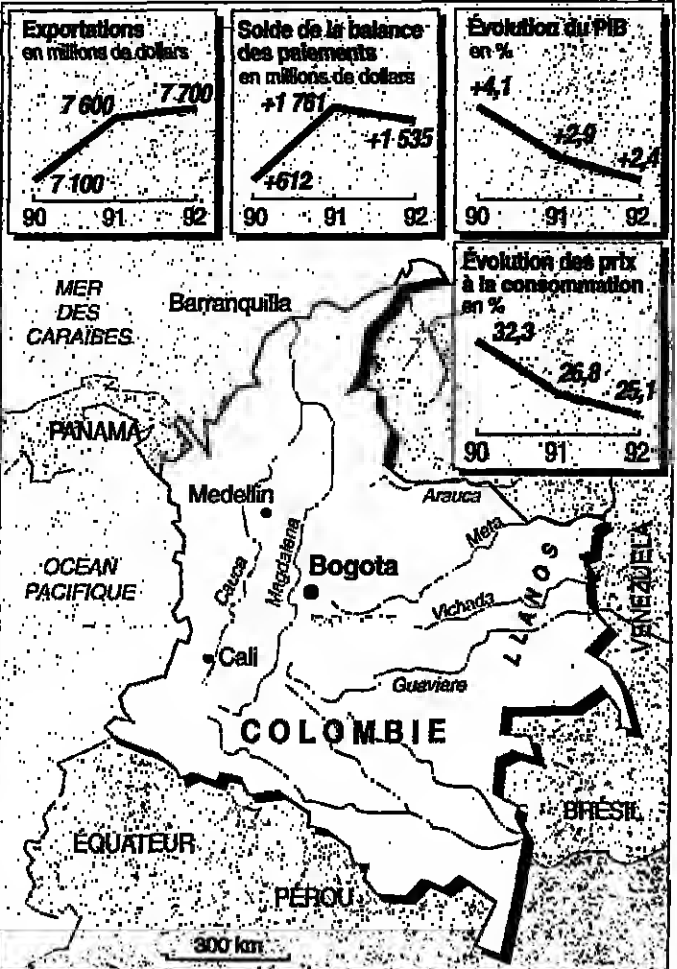 Exportations
en millions de dollars
7 600
7 700
7 100
90 91 92
Solde de la balance
des paiements
en millions de dollars
+1 761
+1 535
+612
90 91 92
Évolution du PIB
en %
+4,1
+2,9
+2,4
90 91 92
Évolution des prix
à la consommation
en %
32,3
26,8
25,1
90 91 92
MER
DES
CARAÏBES
Barranquilla
PANAMÁ
Medellin
Arauca
Meta
OCÉAN
PACIFIQUE
Cauca
Magdalena
Bogota
Vichada
LLANOS
VENEZUELA
Cali
Guaviare
COLOMBIE
BRÉSIL
ÉQUATEUR
PÉROU
300 km